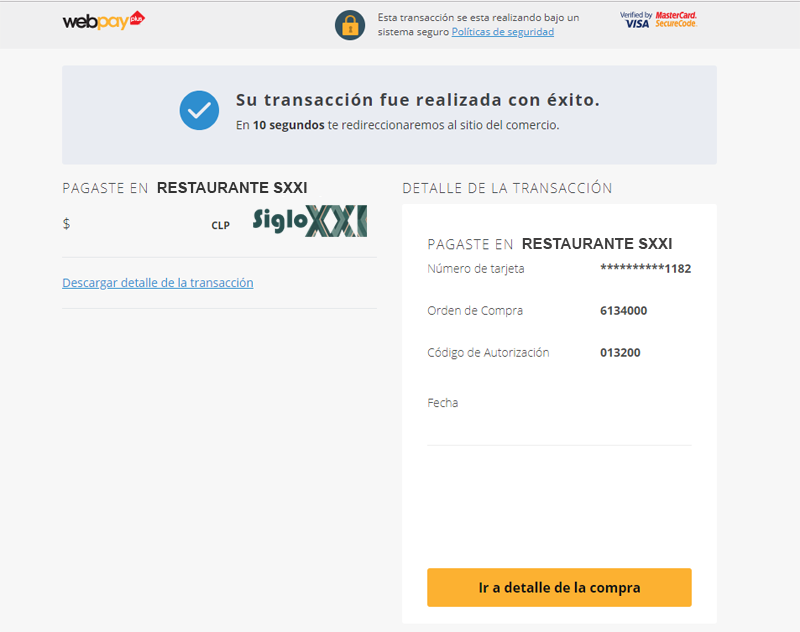 webpay plus
Esta transacción se esta realizando bajo un
sistema seguro Políticas de seguridad
Verified by VISA
MasterCard. SecureCode.
Su transacción fue realizada con éxito.
En 10 segundos te redireccionaremos al sitio del comercio.
PAGASTE EN RESTAURANTE SXXI
$ CLP
Siglo XXI
Descargar detalle de la transacción
DETALLE DE LA TRANSACCIÓN
PAGASTE EN RESTAURANTE SXXI
Número de tarjeta **********1182
Orden de Compra 6134000
Código de Autorización 013200
Fecha
Ir a detalle de la compra